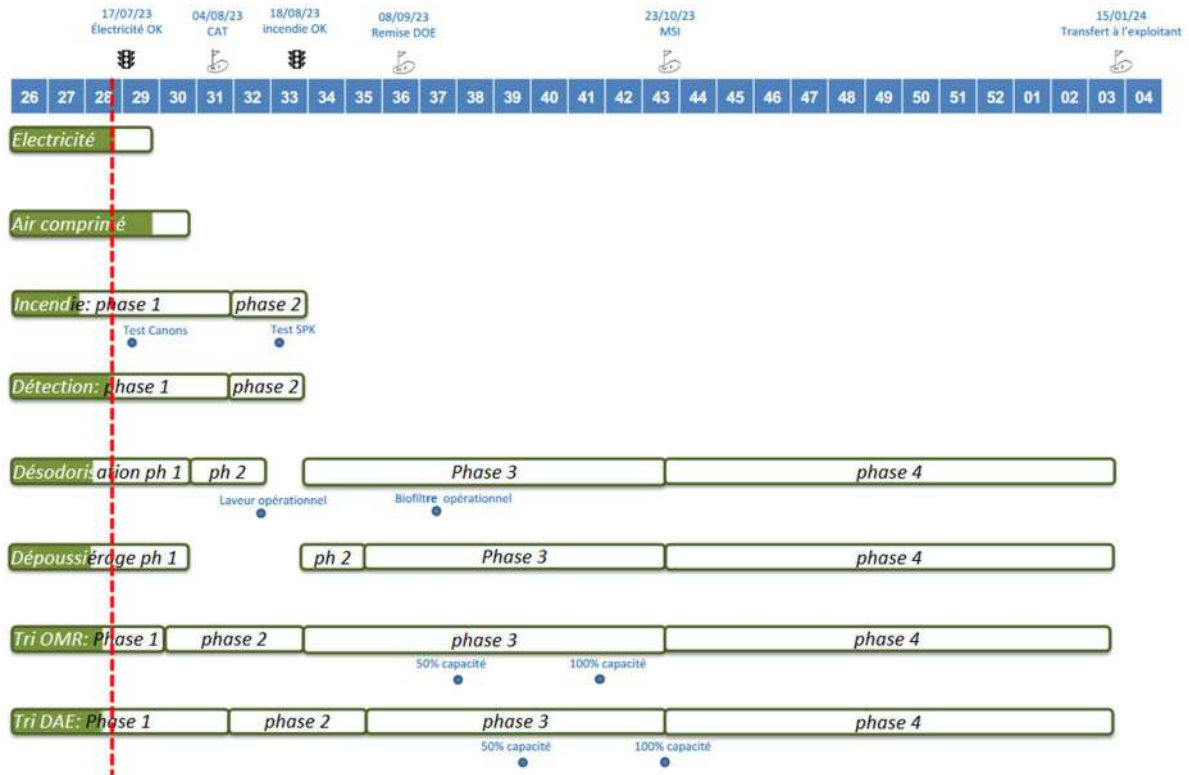 17/07/23
Électricité OK
04/08/23
CAT
18/08/23
incendie OK
08/09/23
Remise DOE
23/10/23
MSI
15/01/24
Transfert à l'exploitant
26 27 28 29 30 31 32 33 34 35 36 37 38 39 40 41 42 43 44 45 46 47 48 49 50 51 52 01 02 03 04
Electricité
Air comprimé
Incendie: phase 1 phase 2
Test Canons Test SPK
Détection: phase 1 phase 2
Désodorisation ph 1 ph 2 Phase 3 phase 4
Laveur opérationnel Biofiltre opérationnel
Dépoussiérage ph 1 ph 2 Phase 3 phase 4
Tri OMR: Phase 1 phase 2 phase 3 phase 4
50% capacité 100% capacité
Tri DAE: Phase 1 phase 2 phase 3 phase 4
50% capacité 100% capacité